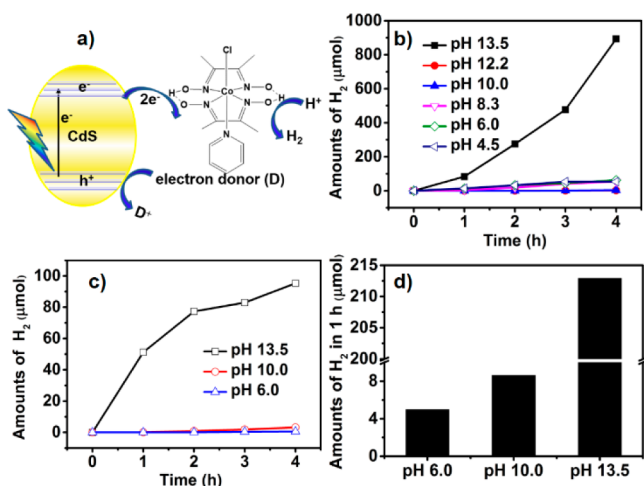 a)
Cl
e⁻
2e⁻
O
N
N
O
H
Co
H
H⁺
O
N
N
O
H₂
e⁻
CdS
N
h⁺
electron donor (D)
D₊
b)
Amounts of H₂ (μmol)
1000
800
600
400
200
0
pH 13.5
pH 12.2
pH 10.0
pH 8.3
pH 6.0
pH 4.5
0 1 2 3 4
Time (h)
c)
Amounts of H₂ (μmol)
100
80
60
40
20
0
pH 13.5
pH 10.0
pH 6.0
0 1 2 3 4
Time (h)
d)
Amounts of H₂ in 1 h (μmol)
215
210
205
200
8
4
0
pH 6.0 pH 10.0 pH 13.5